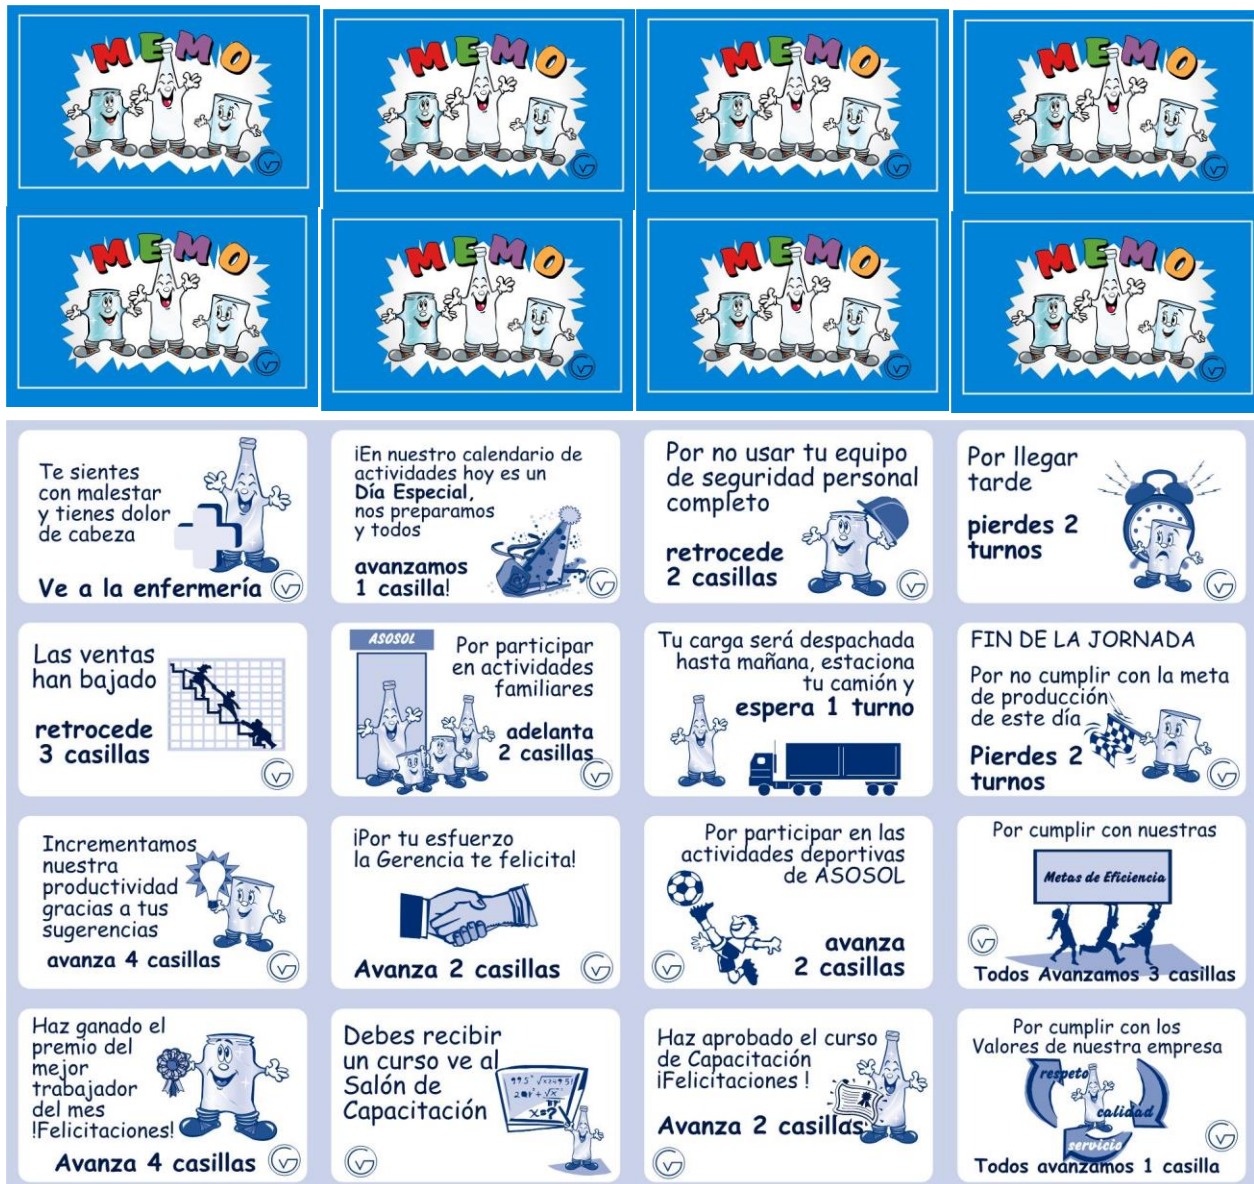 MEMO
MEMO
MEMO
MEMO
MEMO
MEMO
MEMO
MEMO
Te sientes
con malestar
y tienes dolor
de cabeza
Ve a la enfermería
¡En nuestro calendario de
actividades hoy es un
Día Especial,
nos preparamos
y todos
avanzamos
1 casilla!
Por no usar tu equipo
de seguridad personal
completo
retrocede
2 casillas
Por llegar
tarde
pierdes 2
turnos
Las ventas
han bajado
retrocede
3 casillas
ASOSOL
Por participar
en actividades
familiares
adelanta
2 casillas
Tu carga será despachada
hasta mañana, estaciona
tu camión y
espera 1 turno
FIN DE LA JORNADA
Por no cumplir con la meta
de producción
de este día
Pierdes 2
turnos
Incrementamos
nuestra
productividad
gracias a tus
sugerencias
avanza 4 casillas
¡Por tu esfuerzo
la Gerencia te felicita!
Avanza 2 casillas
Por participar en las
actividades deportivas
de ASOSOL
avanza
2 casillas
Por cumplir con nuestras
Metas de Eficiencia
Todos Avanzamos 3 casillas
Haz ganado el
premio del
mejor
trabajador
del mes
!Felicitaciones!
Avanza 4 casillas
Debes recibir
un curso ve al
Salón de
Capacitación
X=?
Haz aprobado el curso
de Capacitación
¡Felicitaciones !
Avanza 2 casillas
Por cumplir con los
Valores de nuestra empresa
respeto
calidad
servicio
Todos avanzamos 1 casilla